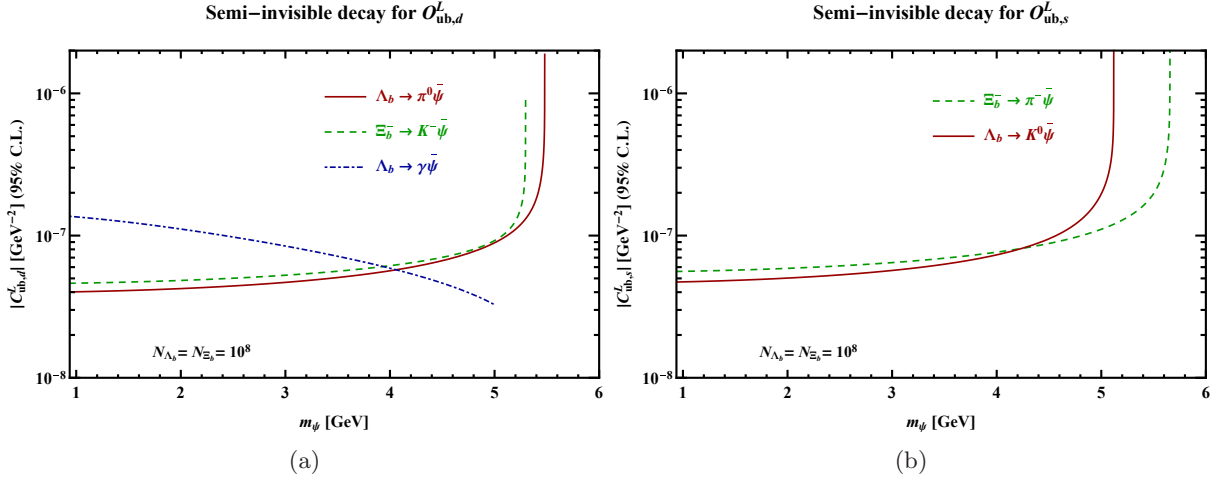 Semi−invisible decay for O^L_{ub,d}
|C^L_{ub,d}| [GeV^{−2}] (95% C.L.)
10^{−6}
10^{−7}
10^{−8}
Λ_b → π^0 ψ̄
Ξ_b^− → K^− ψ̄
Λ_b → γ ψ̄
N_{Λ_b} = N_{Ξ_b} = 10^8
1 2 3 4 5 6
m_ψ [GeV]
(a)
Semi−invisible decay for O^L_{ub,s}
|C^L_{ub,s}| [GeV^{−2}] (95% C.L.)
10^{−6}
10^{−7}
10^{−8}
Ξ_b^− → π^− ψ̄
Λ_b → K^0 ψ̄
N_{Λ_b} = N_{Ξ_b} = 10^8
1 2 3 4 5 6
m_ψ [GeV]
(b)